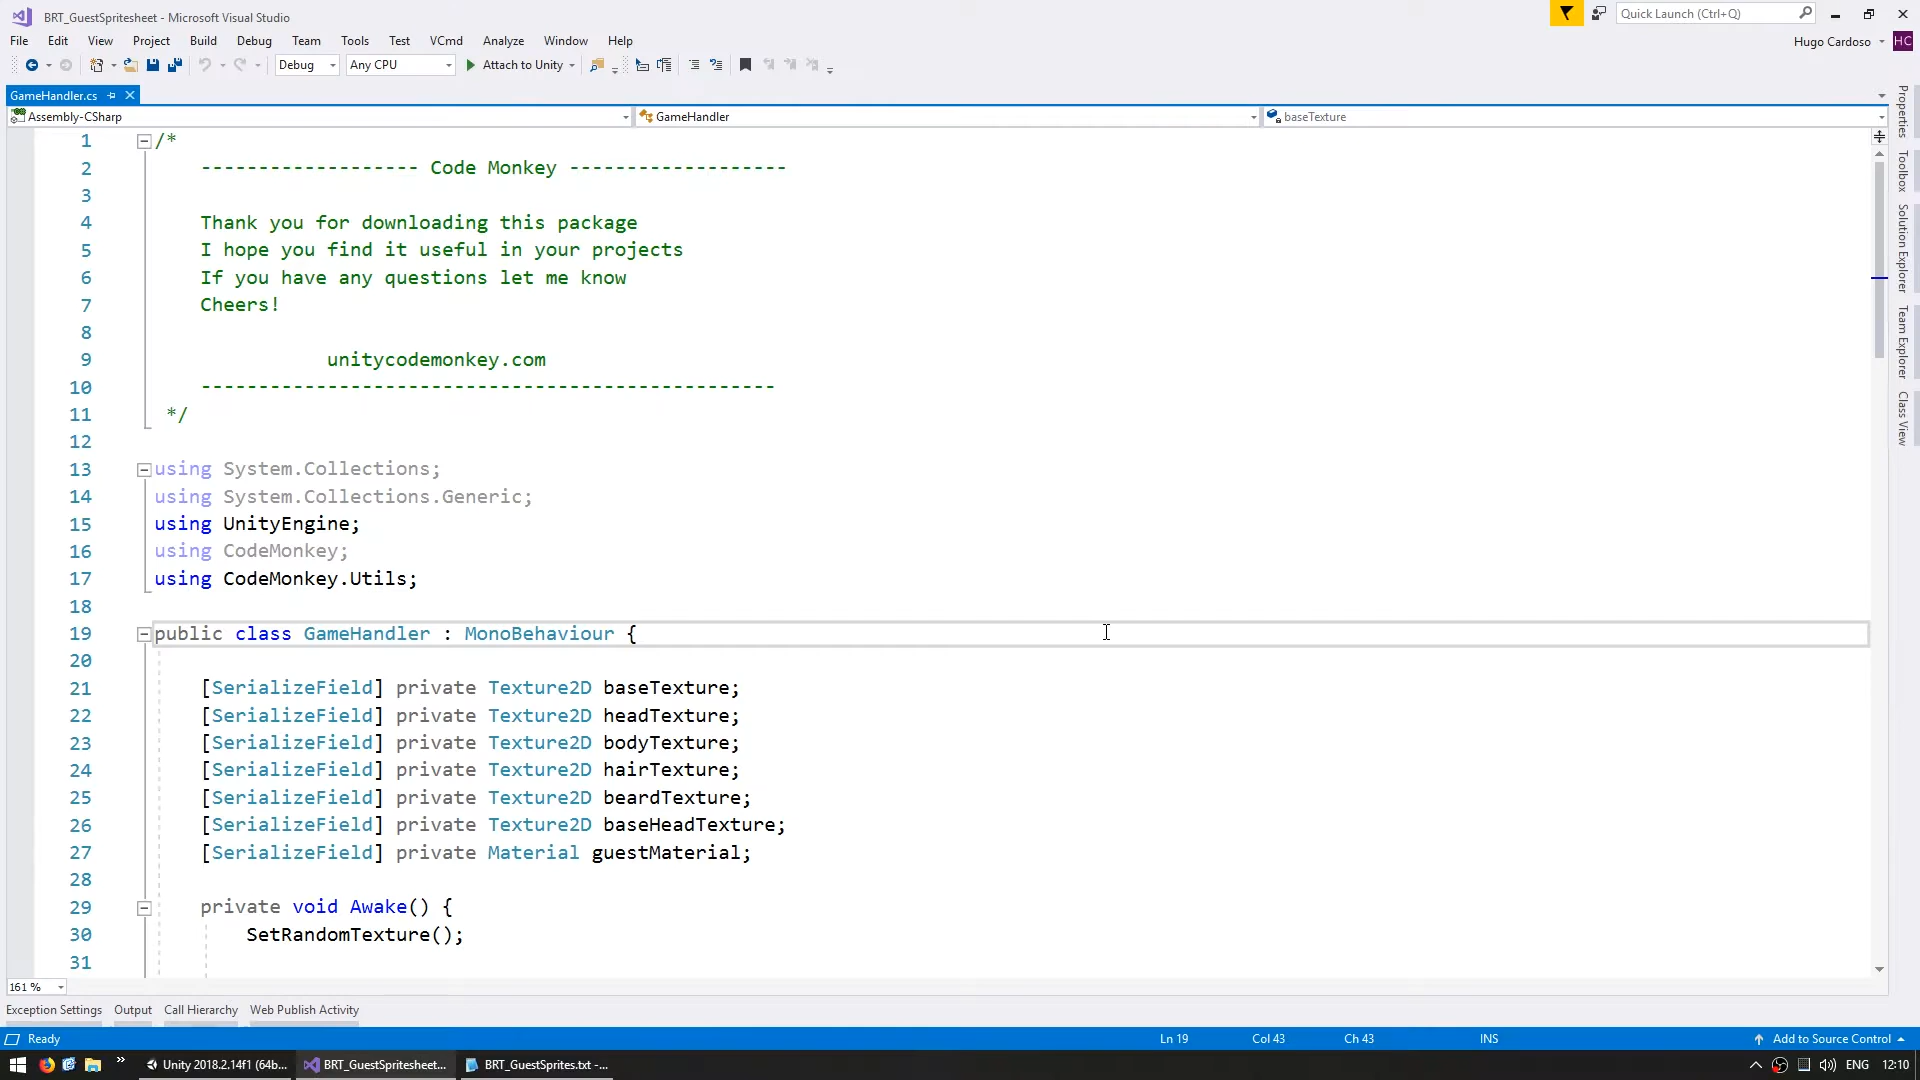 BRT_GuestSpritesheet - Microsoft Visual Studio
Quick Launch (Ctrl+Q)
File Edit View Project Build Debug Team Tools Test VCmd Analyze Window Help
Hugo Cardoso HC
Debug Any CPU Attach to Unity
GameHandler.cs
Assembly-CSharp GameHandler baseTexture
1 /*
2 ------------------- Code Monkey -------------------
3
4 Thank you for downloading this package
5 I hope you find it useful in your projects
6 If you have any questions let me know
7 Cheers!
8
9 unitycodemonkey.com
10 --------------------------------------------------
11 */
12
13 using System.Collections;
14 using System.Collections.Generic;
15 using UnityEngine;
16 using CodeMonkey;
17 using CodeMonkey.Utils;
18
19 public class GameHandler : MonoBehaviour {
20
21 [SerializeField] private Texture2D baseTexture;
22 [SerializeField] private Texture2D headTexture;
23 [SerializeField] private Texture2D bodyTexture;
24 [SerializeField] private Texture2D hairTexture;
25 [SerializeField] private Texture2D beardTexture;
26 [SerializeField] private Texture2D baseHeadTexture;
27 [SerializeField] private Material guestMaterial;
28
29 private void Awake() {
30 SetRandomTexture();
31
Properties
Toolbox
Solution Explorer
Team Explorer
Class View
161 %
Exception Settings Output Call Hierarchy Web Publish Activity
Ready Ln 19 Col 43 Ch 43 INS Add to Source Control
Unity 2018.2.14f1 (64b... BRT_GuestSpritesheet... BRT_GuestSprites.txt -... ENG 12:10